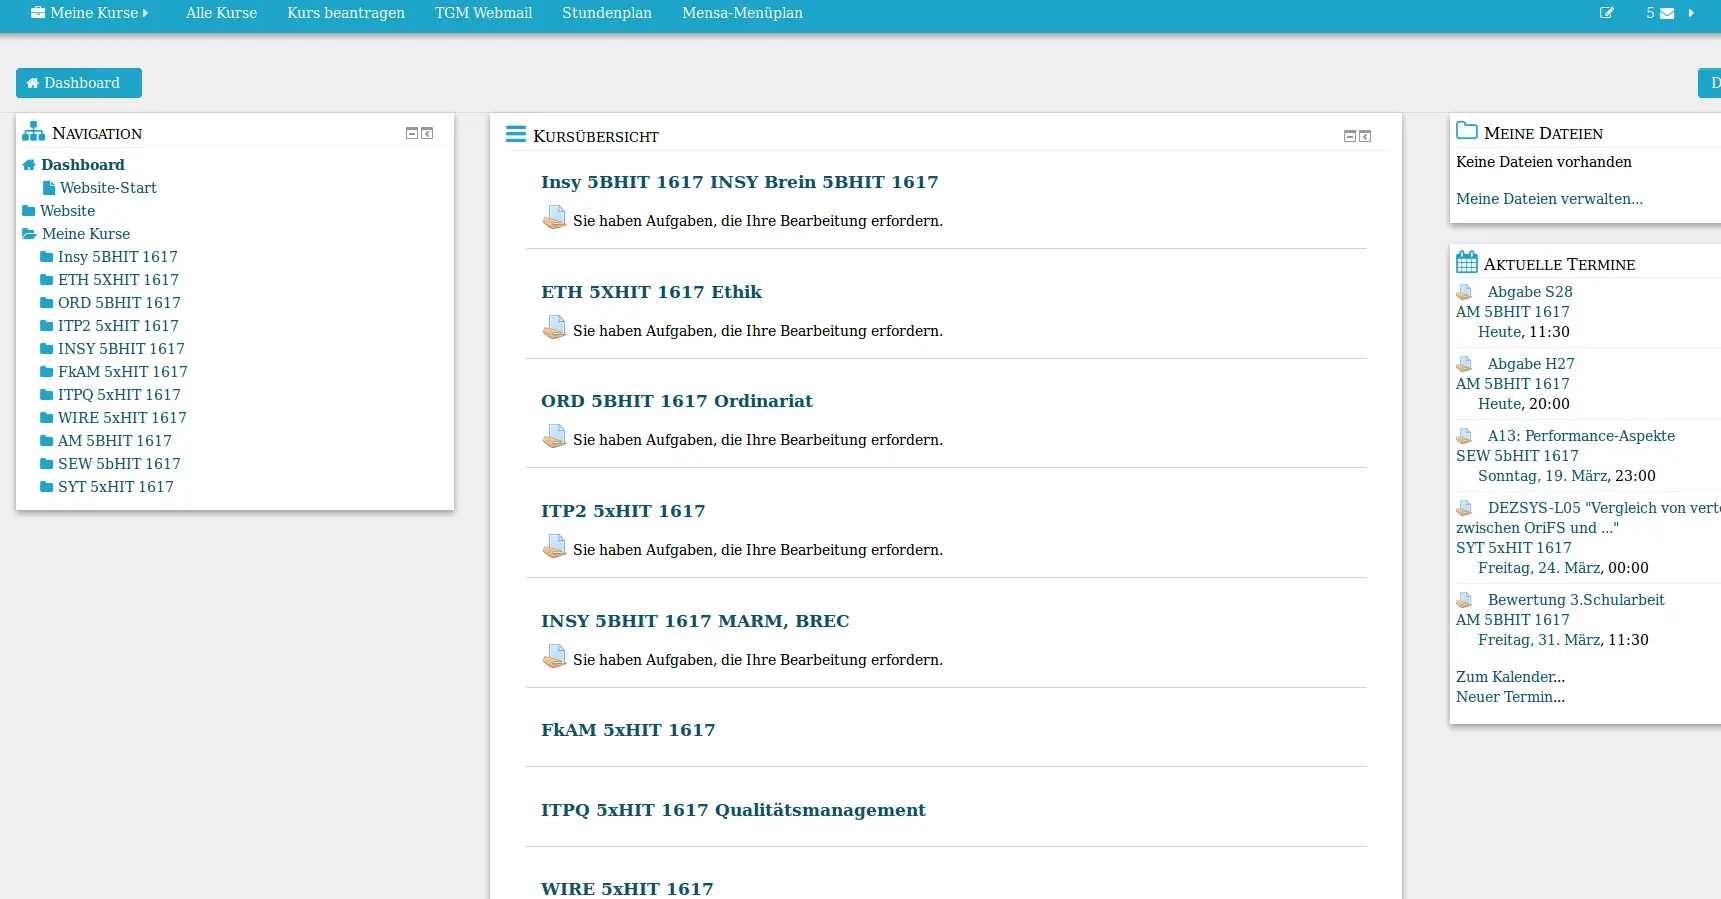 Meine Kurse
Alle Kurse
Kurs beantragen
TGM Webmail
Stundenplan
Mensa-Menüplan
5
Dashboard
D
Navigation
Dashboard
Website-Start
Website
Meine Kurse
Insy 5BHIT 1617
ETH 5XHIT 1617
ORD 5BHIT 1617
ITP2 5xHIT 1617
INSY 5BHIT 1617
FkAM 5xHIT 1617
ITPQ 5xHIT 1617
WIRE 5xHIT 1617
AM 5BHIT 1617
SEW 5bHIT 1617
SYT 5xHIT 1617
Kursübersicht
Insy 5BHIT 1617 INSY Brein 5BHIT 1617
Sie haben Aufgaben, die Ihre Bearbeitung erfordern.
ETH 5XHIT 1617 Ethik
Sie haben Aufgaben, die Ihre Bearbeitung erfordern.
ORD 5BHIT 1617 Ordinariat
Sie haben Aufgaben, die Ihre Bearbeitung erfordern.
ITP2 5xHIT 1617
Sie haben Aufgaben, die Ihre Bearbeitung erfordern.
INSY 5BHIT 1617 MARM, BREC
Sie haben Aufgaben, die Ihre Bearbeitung erfordern.
FkAM 5xHIT 1617
ITPQ 5xHIT 1617 Qualitätsmanagement
WIRE 5xHIT 1617
Meine Dateien
Keine Dateien vorhanden
Meine Dateien verwalten...
Aktuelle Termine
Abgabe S28
AM 5BHIT 1617
Heute, 11:30
Abgabe H27
AM 5BHIT 1617
Heute, 20:00
A13: Performance-Aspekte
SEW 5bHIT 1617
Sonntag, 19. März, 23:00
DEZSYS-L05 "Vergleich von verte
zwischen OriFS und ..."
SYT 5xHIT 1617
Freitag, 24. März, 00:00
Bewertung 3.Schularbeit
AM 5BHIT 1617
Freitag, 31. März, 11:30
Zum Kalender...
Neuer Termin...